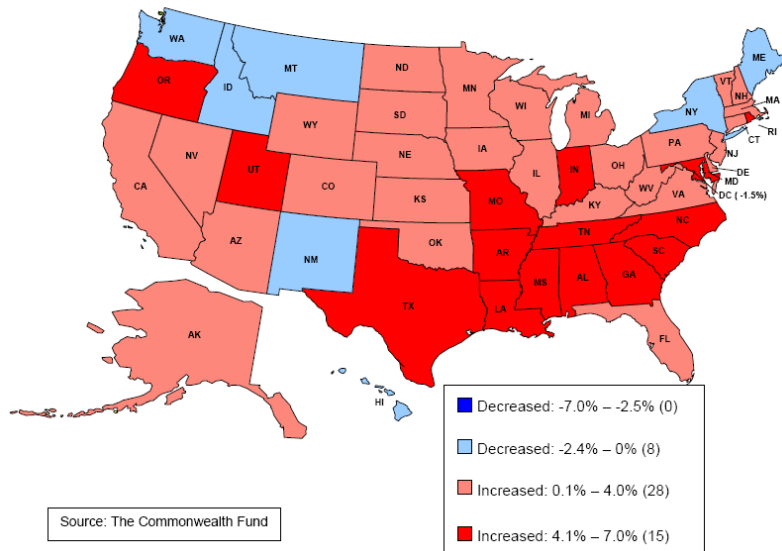 WA
ME
MT
ND
VT
OR
MN
NH
ID
MA
SD
WI
NY
WY
MI
RI
CT
IA
PA
NE
NJ
NV
OH
IL
IN
DE
UT
MD
CA
CO
WV
VA
DC ( -1.5%)
KS
MO
KY
NC
TN
OK
AZ
AR
SC
NM
MS
AL
GA
TX
LA
AK
FL
HI
Decreased: -7.0% – -2.5% (0)
Decreased: -2.4% – 0% (8)
Increased: 0.1% – 4.0% (28)
Source: The Commonwealth Fund
Increased: 4.1% – 7.0% (15)